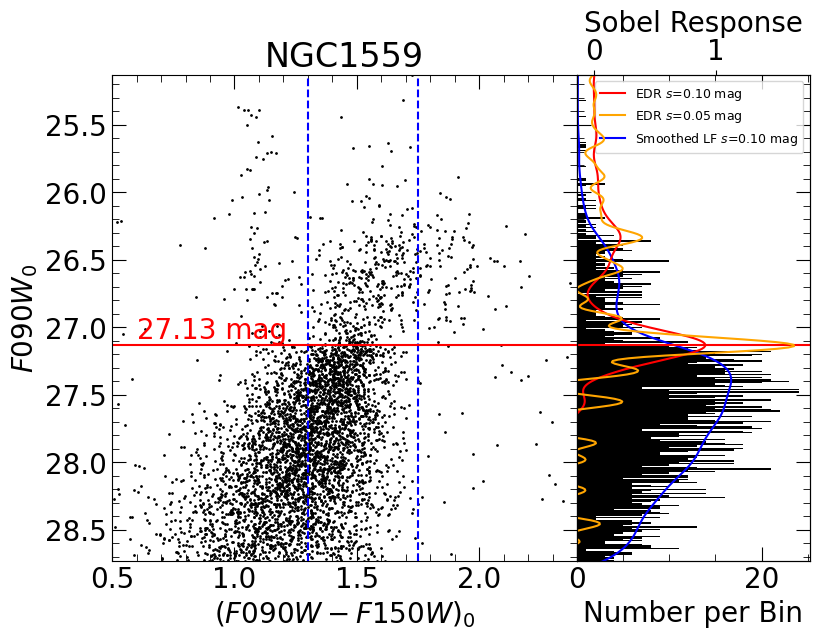 Sobel Response
0 1
NGC1559
EDR s=0.10 mag
EDR s=0.05 mag
Smoothed LF s=0.10 mag
25.5
26.0
26.5
27.0
27.5
28.0
28.5
F090W₀
27.13 mag
0.5 1.0 1.5 2.0
0 20
(F090W − F150W)₀
Number per Bin